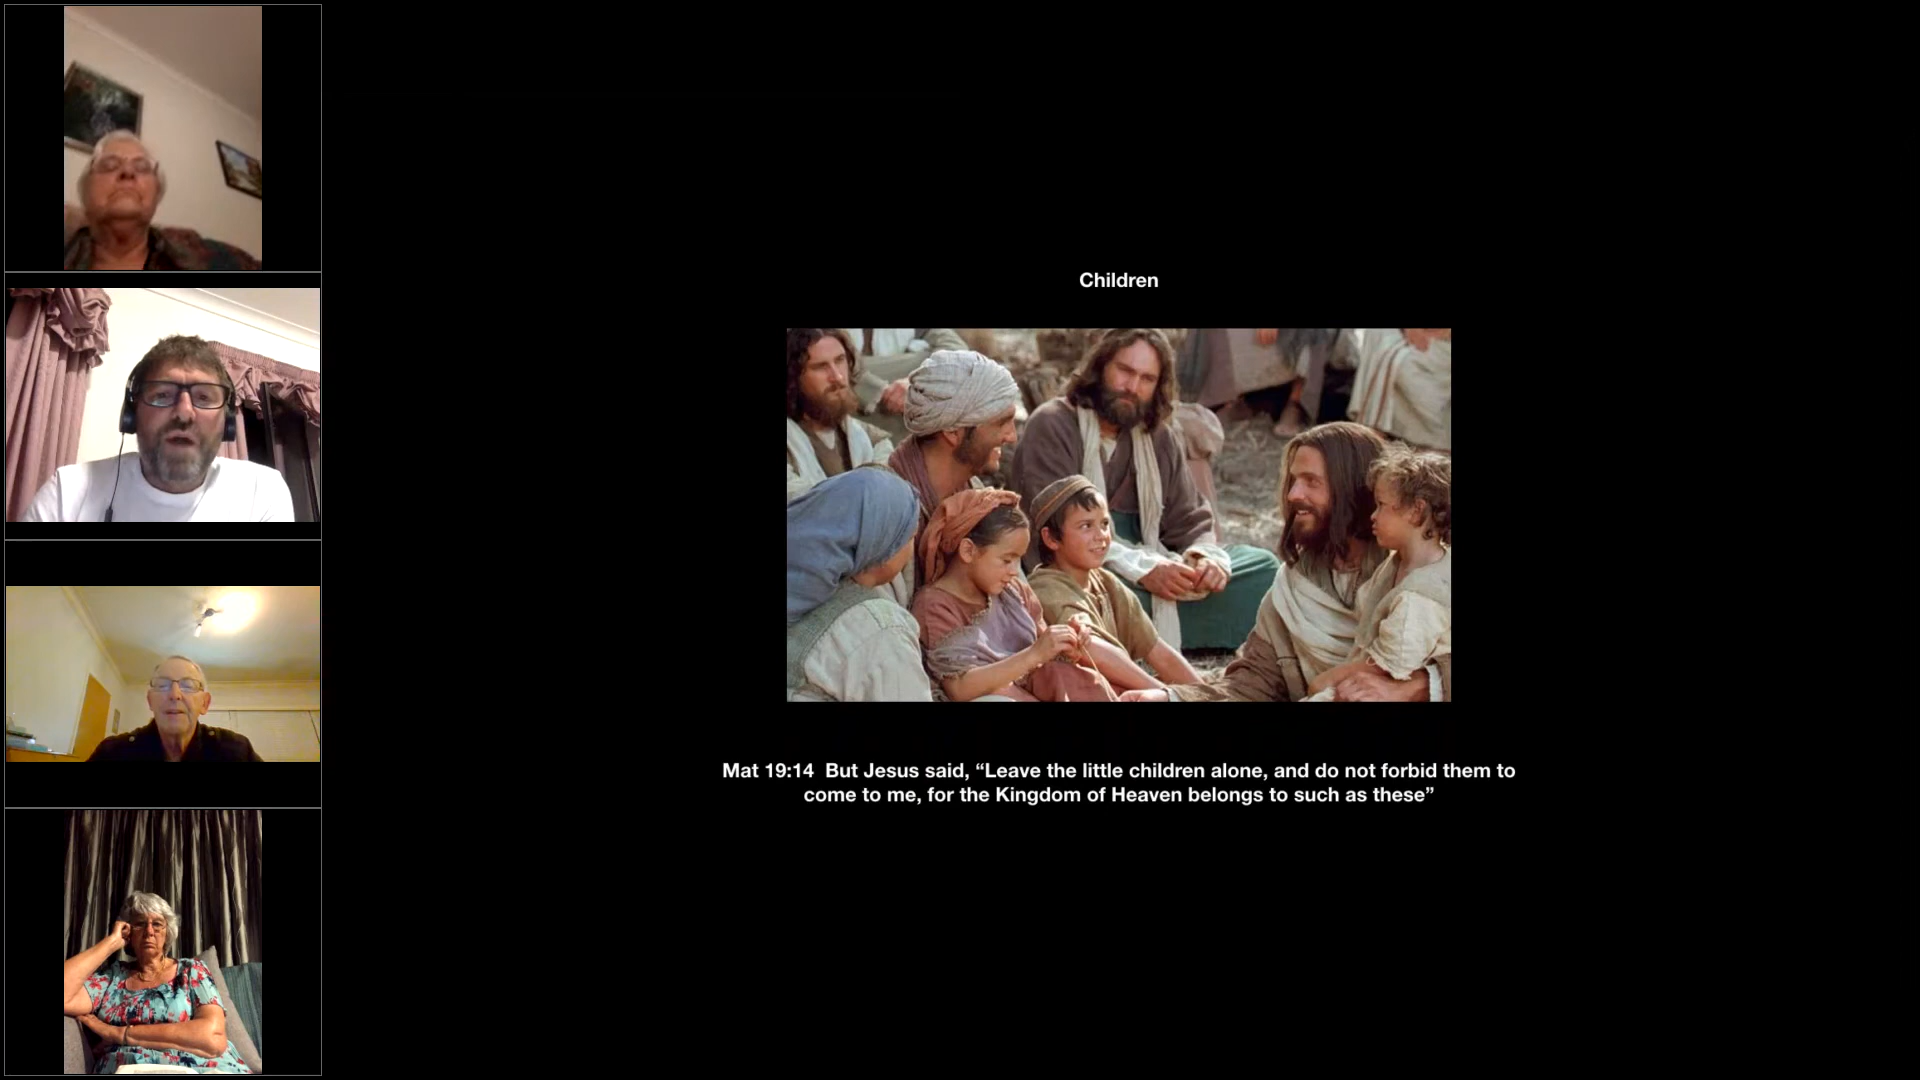 Children
Mat 19:14  But Jesus said, “Leave the little children alone, and do not forbid them to
come to me, for the Kingdom of Heaven belongs to such as these”